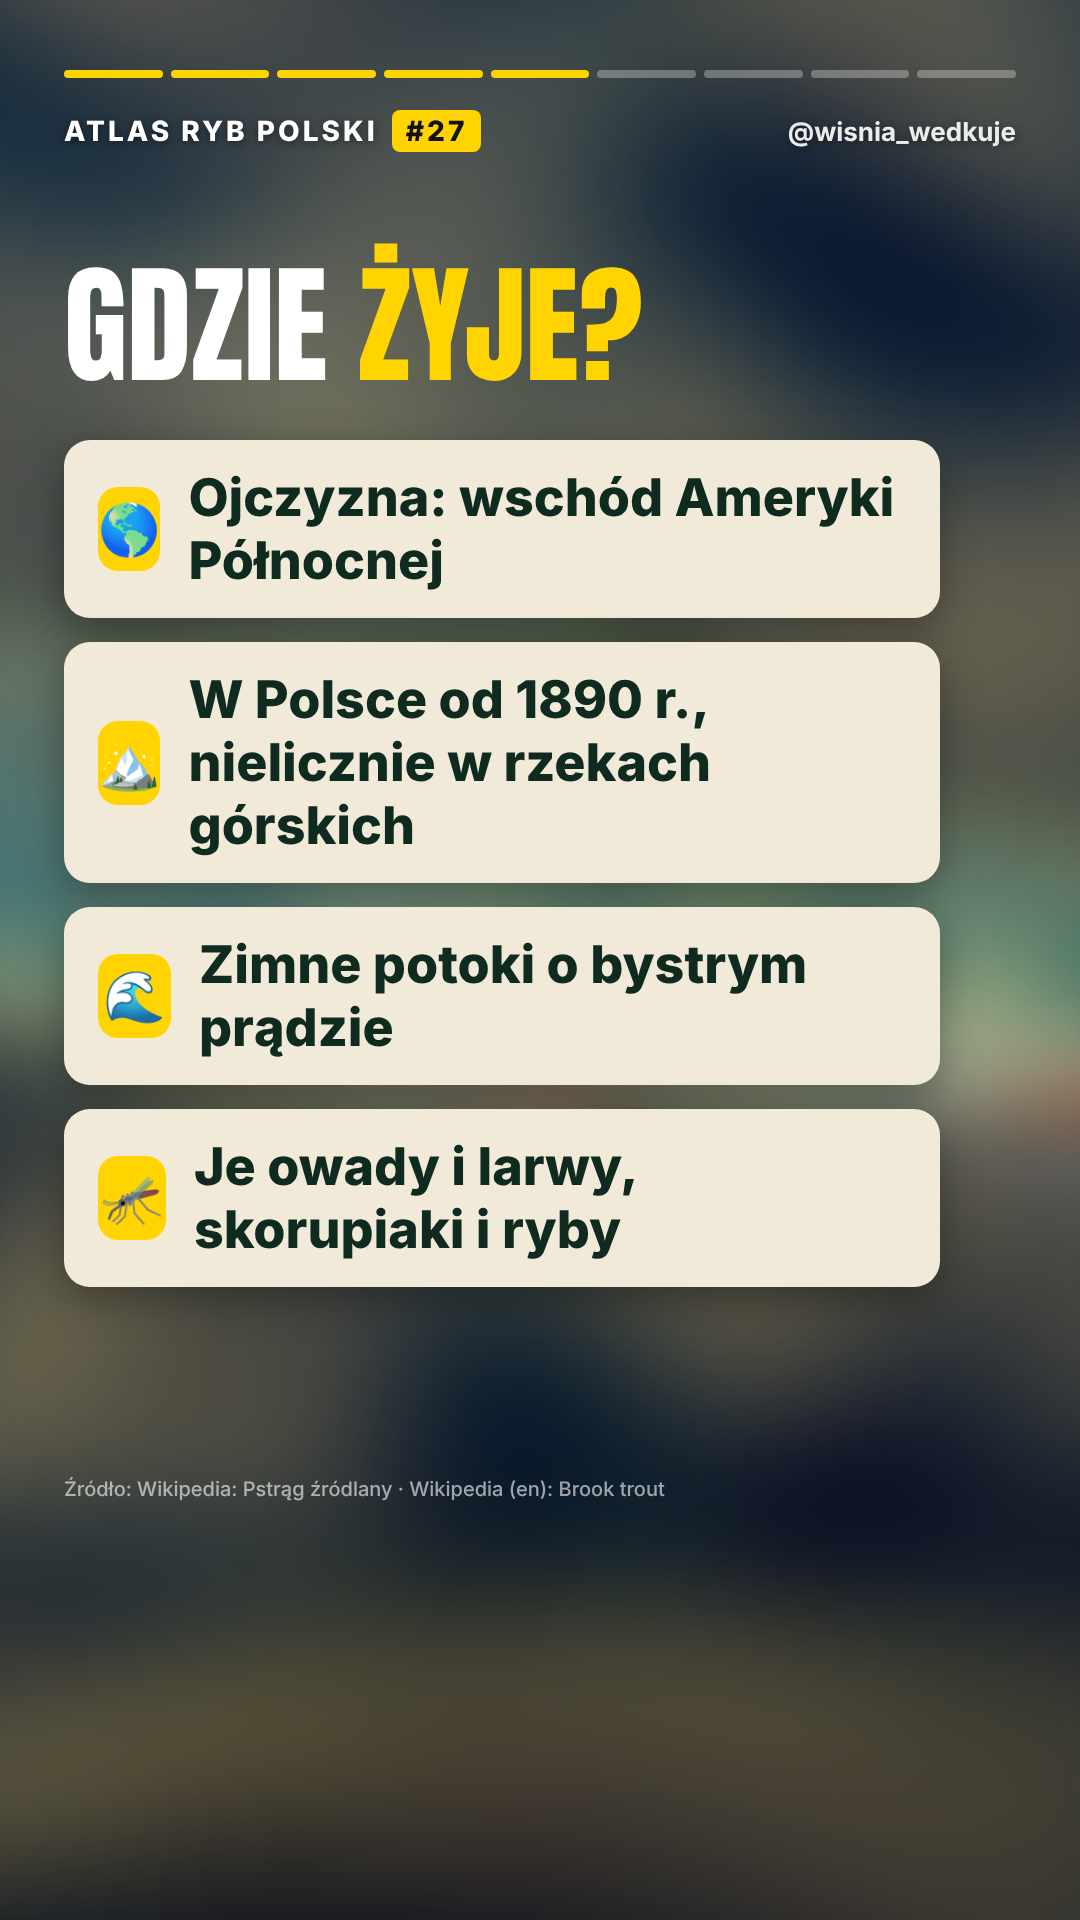 ATLAS RYB POLSKI #27
@wisnia_wedkuje
GDZIE ŻYJE?
Ojczyzna: wschód Ameryki
Północnej
W Polsce od 1890 r.,
nielicznie w rzekach
górskich
Zimne potoki o bystrym
prądzie
Je owady i larwy,
skorupiaki i ryby
Źródło: Wikipedia: Pstrąg źródlany · Wikipedia (en): Brook trout